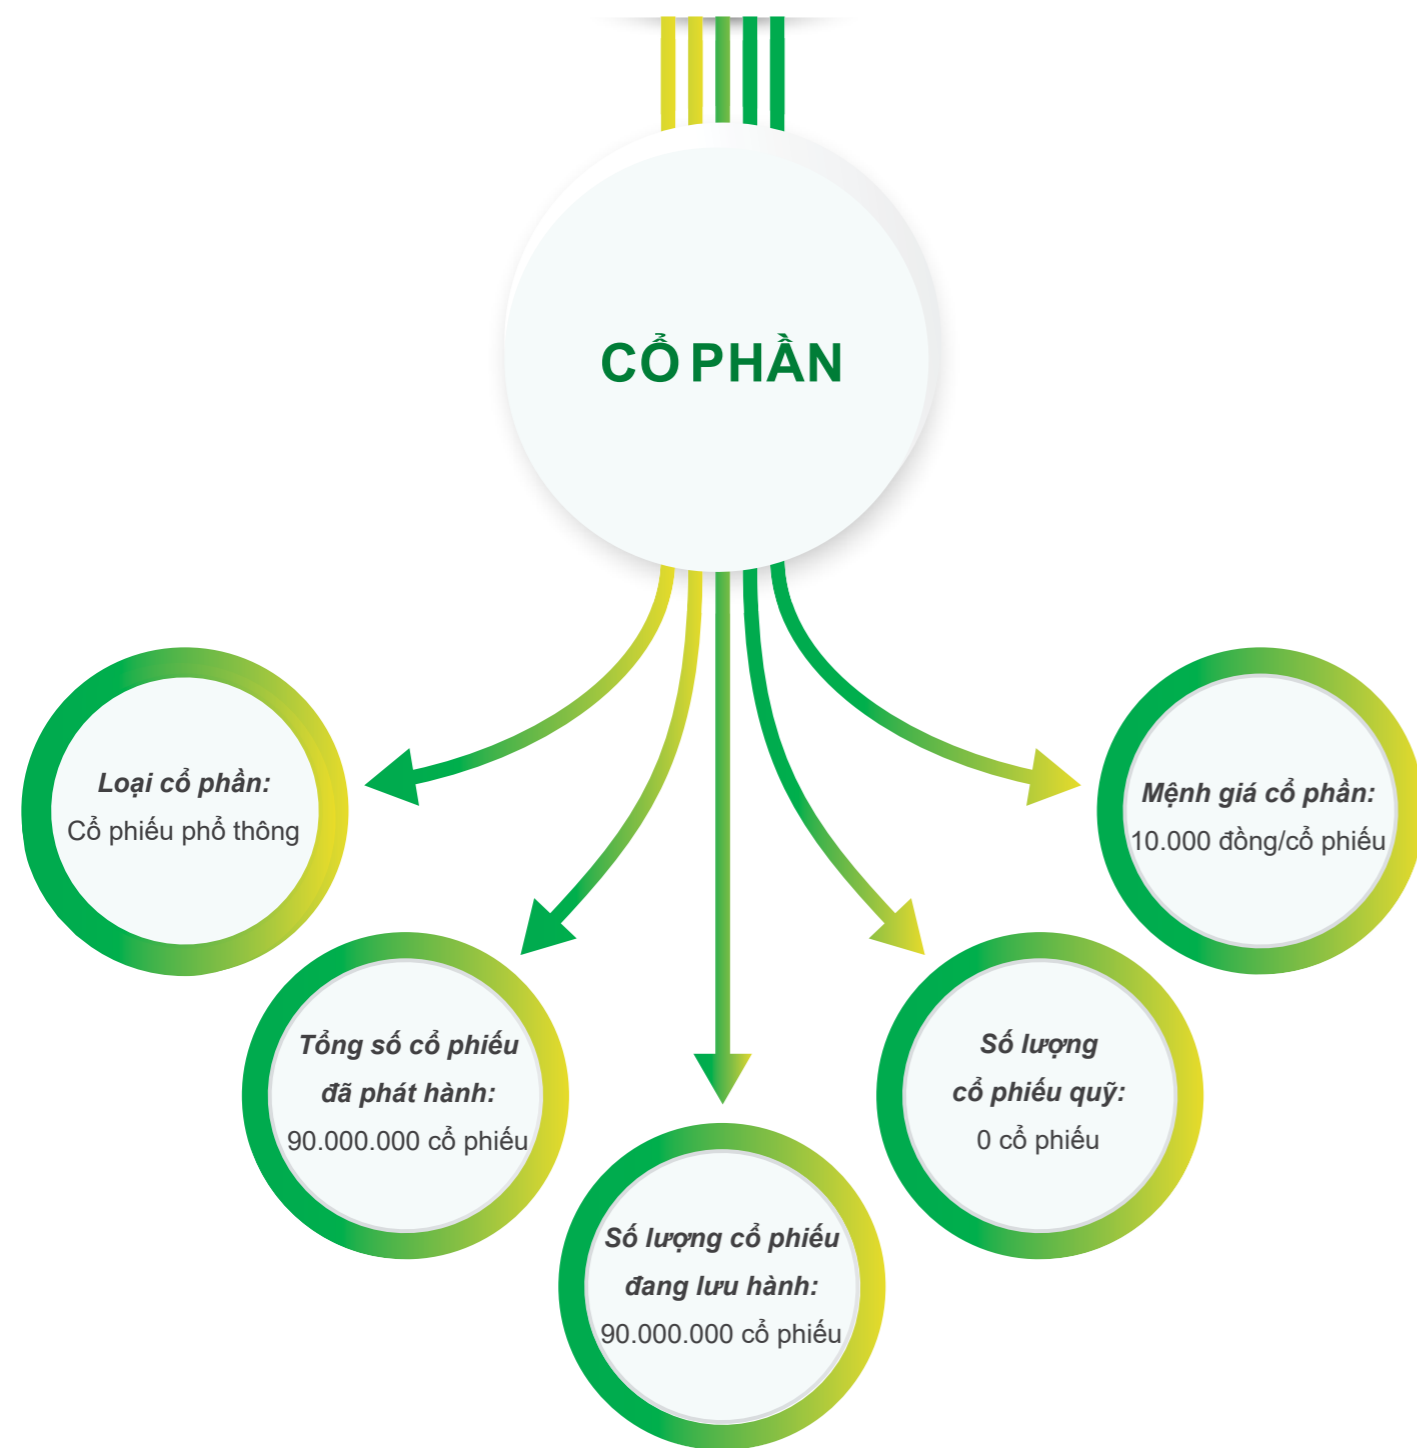 CỔ PHẦN
Loại cổ phần:
Cổ phiếu phổ thông
Tổng số cổ phiếu
đã phát hành:
90.000.000 cổ phiếu
Số lượng cổ phiếu
đang lưu hành:
90.000.000 cổ phiếu
Số lượng
cổ phiếu quỹ:
0 cổ phiếu
Mệnh giá cổ phần:
10.000 đồng/cổ phiếu